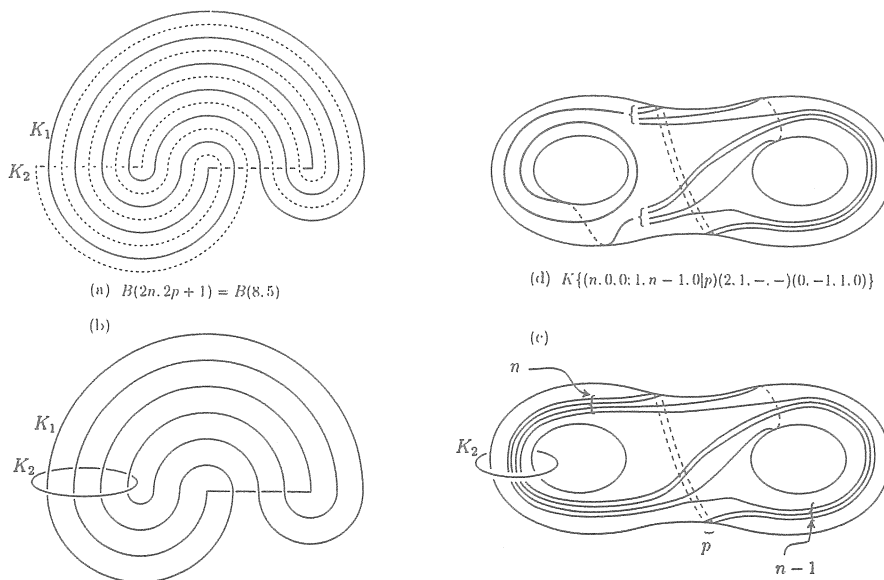 K₁
K₂
(a) B(2n, 2p + 1) = B(8, 5)
(d) K{(n, 0, 0; 1, n − 1, 0|p)(2, 1, −, −)(0, −1, 1, 0)}
(b)
(c)
n
K₁
K₂
K₂
p
n − 1